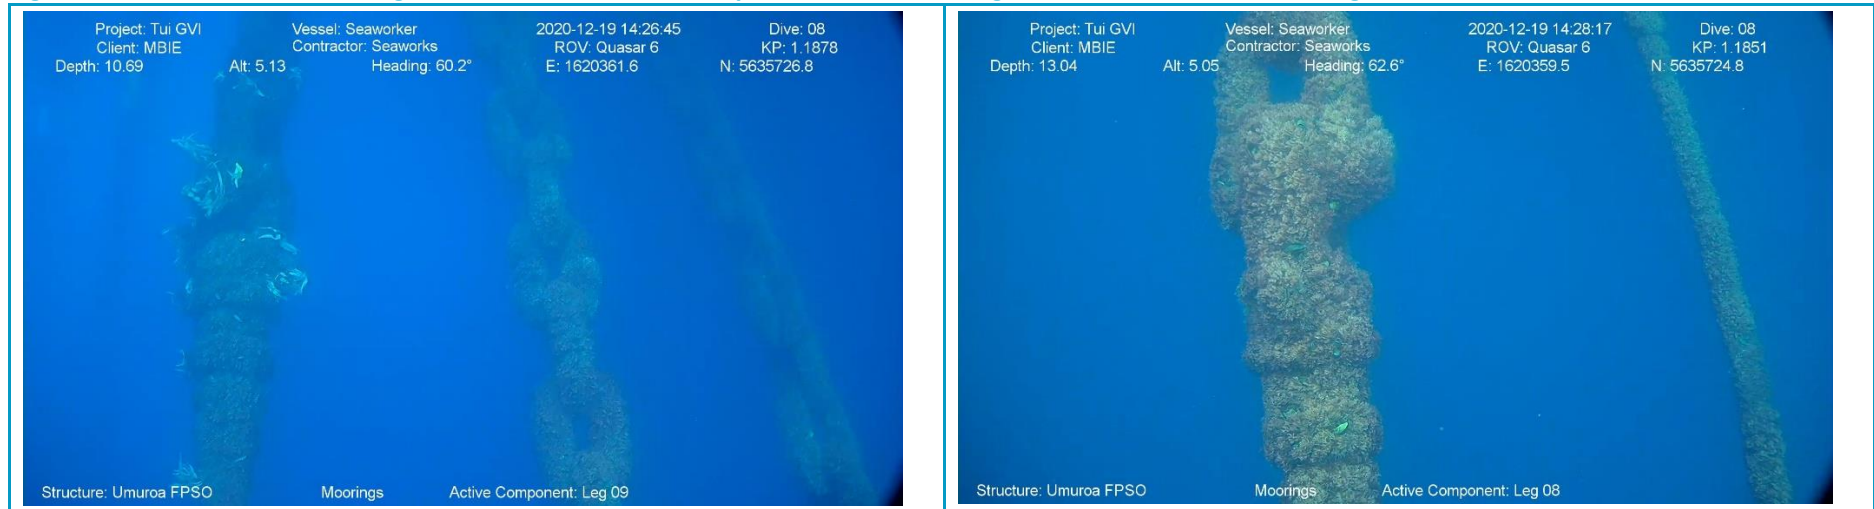 Project: Tui GVI Vessel: Seaworker 2020-12-19 14:26:45 Dive: 08
Client: MBIE Contractor: Seaworks ROV: Quasar 6 KP: 1.1878
Depth: 10.69 Alt: 5.13 Heading: 60.2° E: 1620361.6 N: 5635726.8
Structure: Umuroa FPSO Moorings Active Component: Leg 09
Project: Tui GVI Vessel: Seaworker 2020-12-19 14:28:17 Dive: 08
Client: MBIE Contractor: Seaworks ROV: Quasar 6 KP: 1.1851
Depth: 13.04 Alt: 5.05 Heading: 62.6° E: 1620359.5 N: 5635724.8
Structure: Umuroa FPSO Moorings Active Component: Leg 08